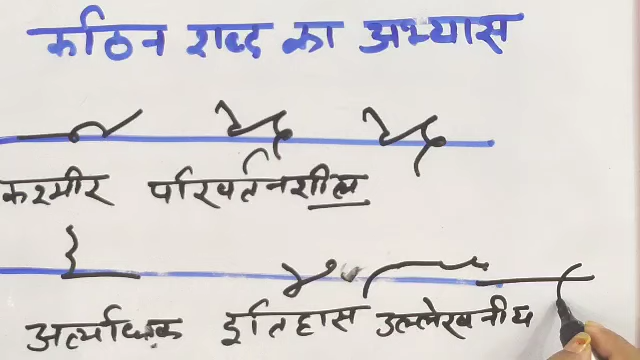 कठिन शब्द का अभ्यास
कश्मीर परिवर्तनशील
अत्यधिक इतिहास उल्लेखनीय